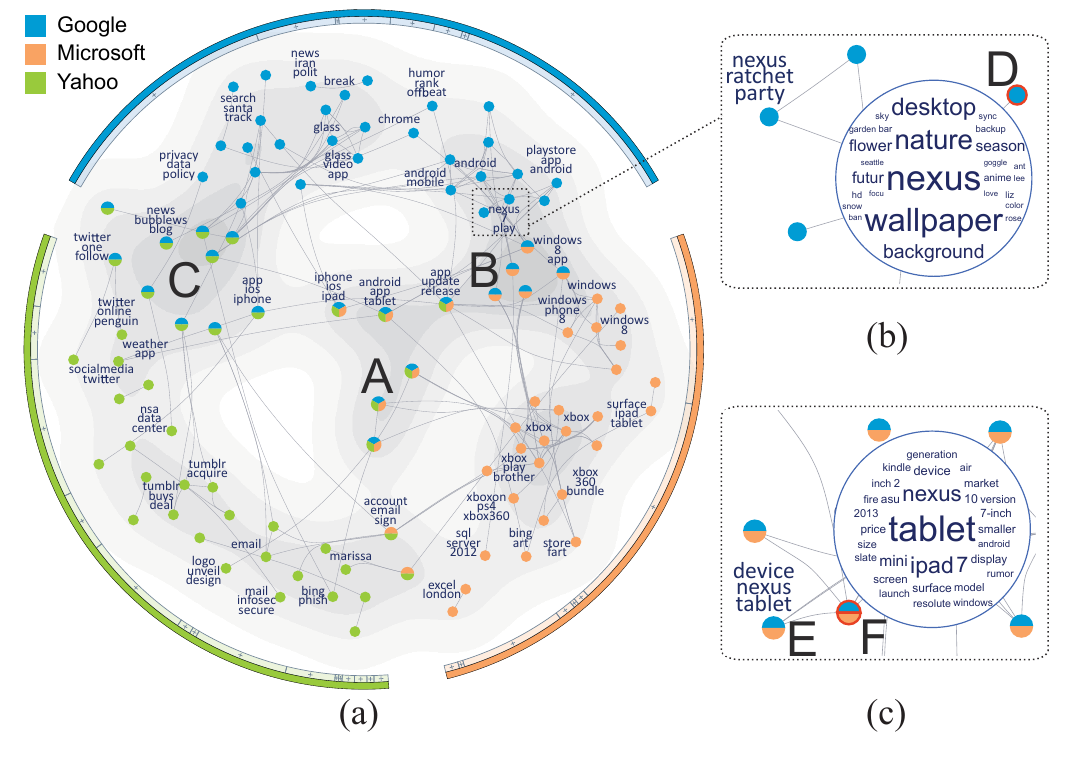 Google
Microsoft
Yahoo
news
iran
polit
break
humor
rank
offbeat
search
santa
track
glass
chrome
privacy
data
policy
glass
video
app
android
mobile
android
playstore
app
android
nexus
7
play
news
bubblews
blog
twitter
one
follow
C
app
ios
iphone
iphone
ios
ipad
android
app
tablet
app
update
release
B
windows
8
app
windows
windows
phone
8
windows
8
twitter
online
penguin
weather
app
socialmedia
twitter
A
nsa
data
center
surface
ipad
tablet
xbox
xbox
xbox
play
brother
xbox
360
bundle
tumblr
acquire
tumblr
buys
deal
account
email
sign
xboxon
ps4
xbox360
sql
server
2012
bing
art
store
fart
email
marissa
logo
unveil
design
mail
infosec
secure
bing
phish
excel
london
(a)
nexus
ratchet
party
D
desktop
sky
sync
garden bar
nature
backup
flower
season
seattle
goggle
ant
futur
nexus
anime lee
hd
focu
love
liz
snow
color
ban
wallpaper
rose
background
(b)
generation
kindle device air
inch 2
market
fire asu nexus 10 version
2013
7-inch
price
tablet
smaller
size
android
slate mini ipad 7 display
rumor
screen
launch
surface model
resolute windows
device
nexus
tablet
E
F
(c)